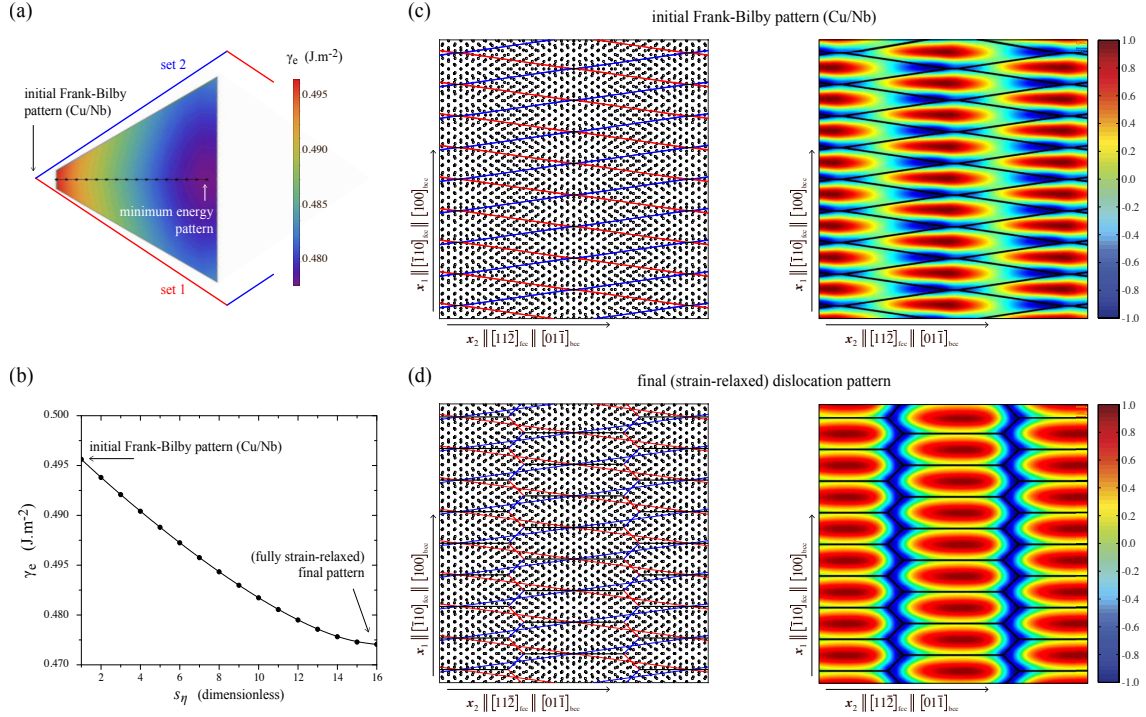 (a)
set 2
γe (J.m-2)
initial Frank-Bilby
pattern (Cu/Nb)
0.495
0.490
0.485
0.480
minimum energy
pattern
set 1
(b)
0.500
0.495
0.490
0.495
0.480
0.470
γe (J.m-2)
initial Frank-Bilby pattern (Cu/Nb)
(fully strain-relaxed)
final pattern
2 4 6 8 10 12 14 16
sη (dimensionless)
(c)
initial Frank-Bilby pattern (Cu/Nb)
x1 || [1̄10]fcc || [100]bcc
x2 || [112̄]fcc || [011̄]bcc
x1 || [1̄10]fcc || [100]bcc
x2 || [112̄]fcc || [011̄]bcc
1.0
0.8
0.6
0.4
0.2
0
-0.2
-0.4
-0.6
-0.8
-1.0
(d)
final (strain-relaxed) dislocation pattern
x1 || [1̄10]fcc || [100]bcc
x2 || [112̄]fcc || [011̄]bcc
x1 || [1̄10]fcc || [100]bcc
x2 || [112̄]fcc || [011̄]bcc
1.0
0.8
0.6
0.4
0.2
0
-0.2
-0.4
-0.6
-0.8
-1.0